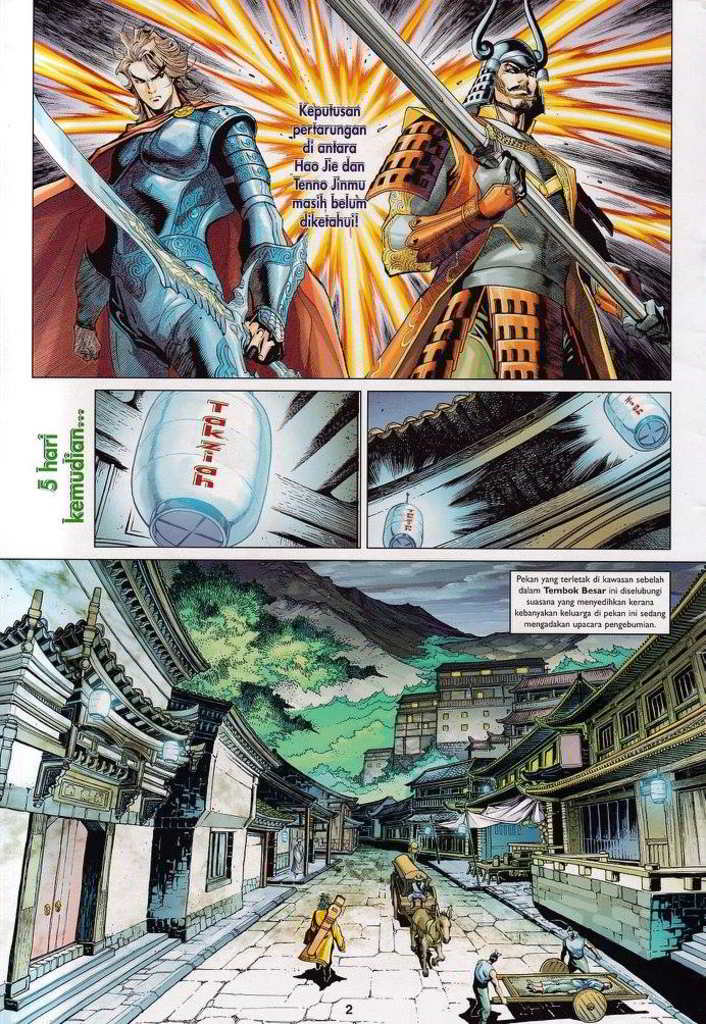 Keputusan
pertarungan
di antara
Hao Jie dan
Tenno Jinmu
masih belum
diketahui!
5 hari
kemudian...
TAKZIAH
Pekan yang terletak di kawasan sebelah
dalam Tembok Besar ini diselubungi
suasana yang menyedihkan kerana
kebanyakan keluarga di pekan ini sedang
mengadakan upacara pengebumian.
2